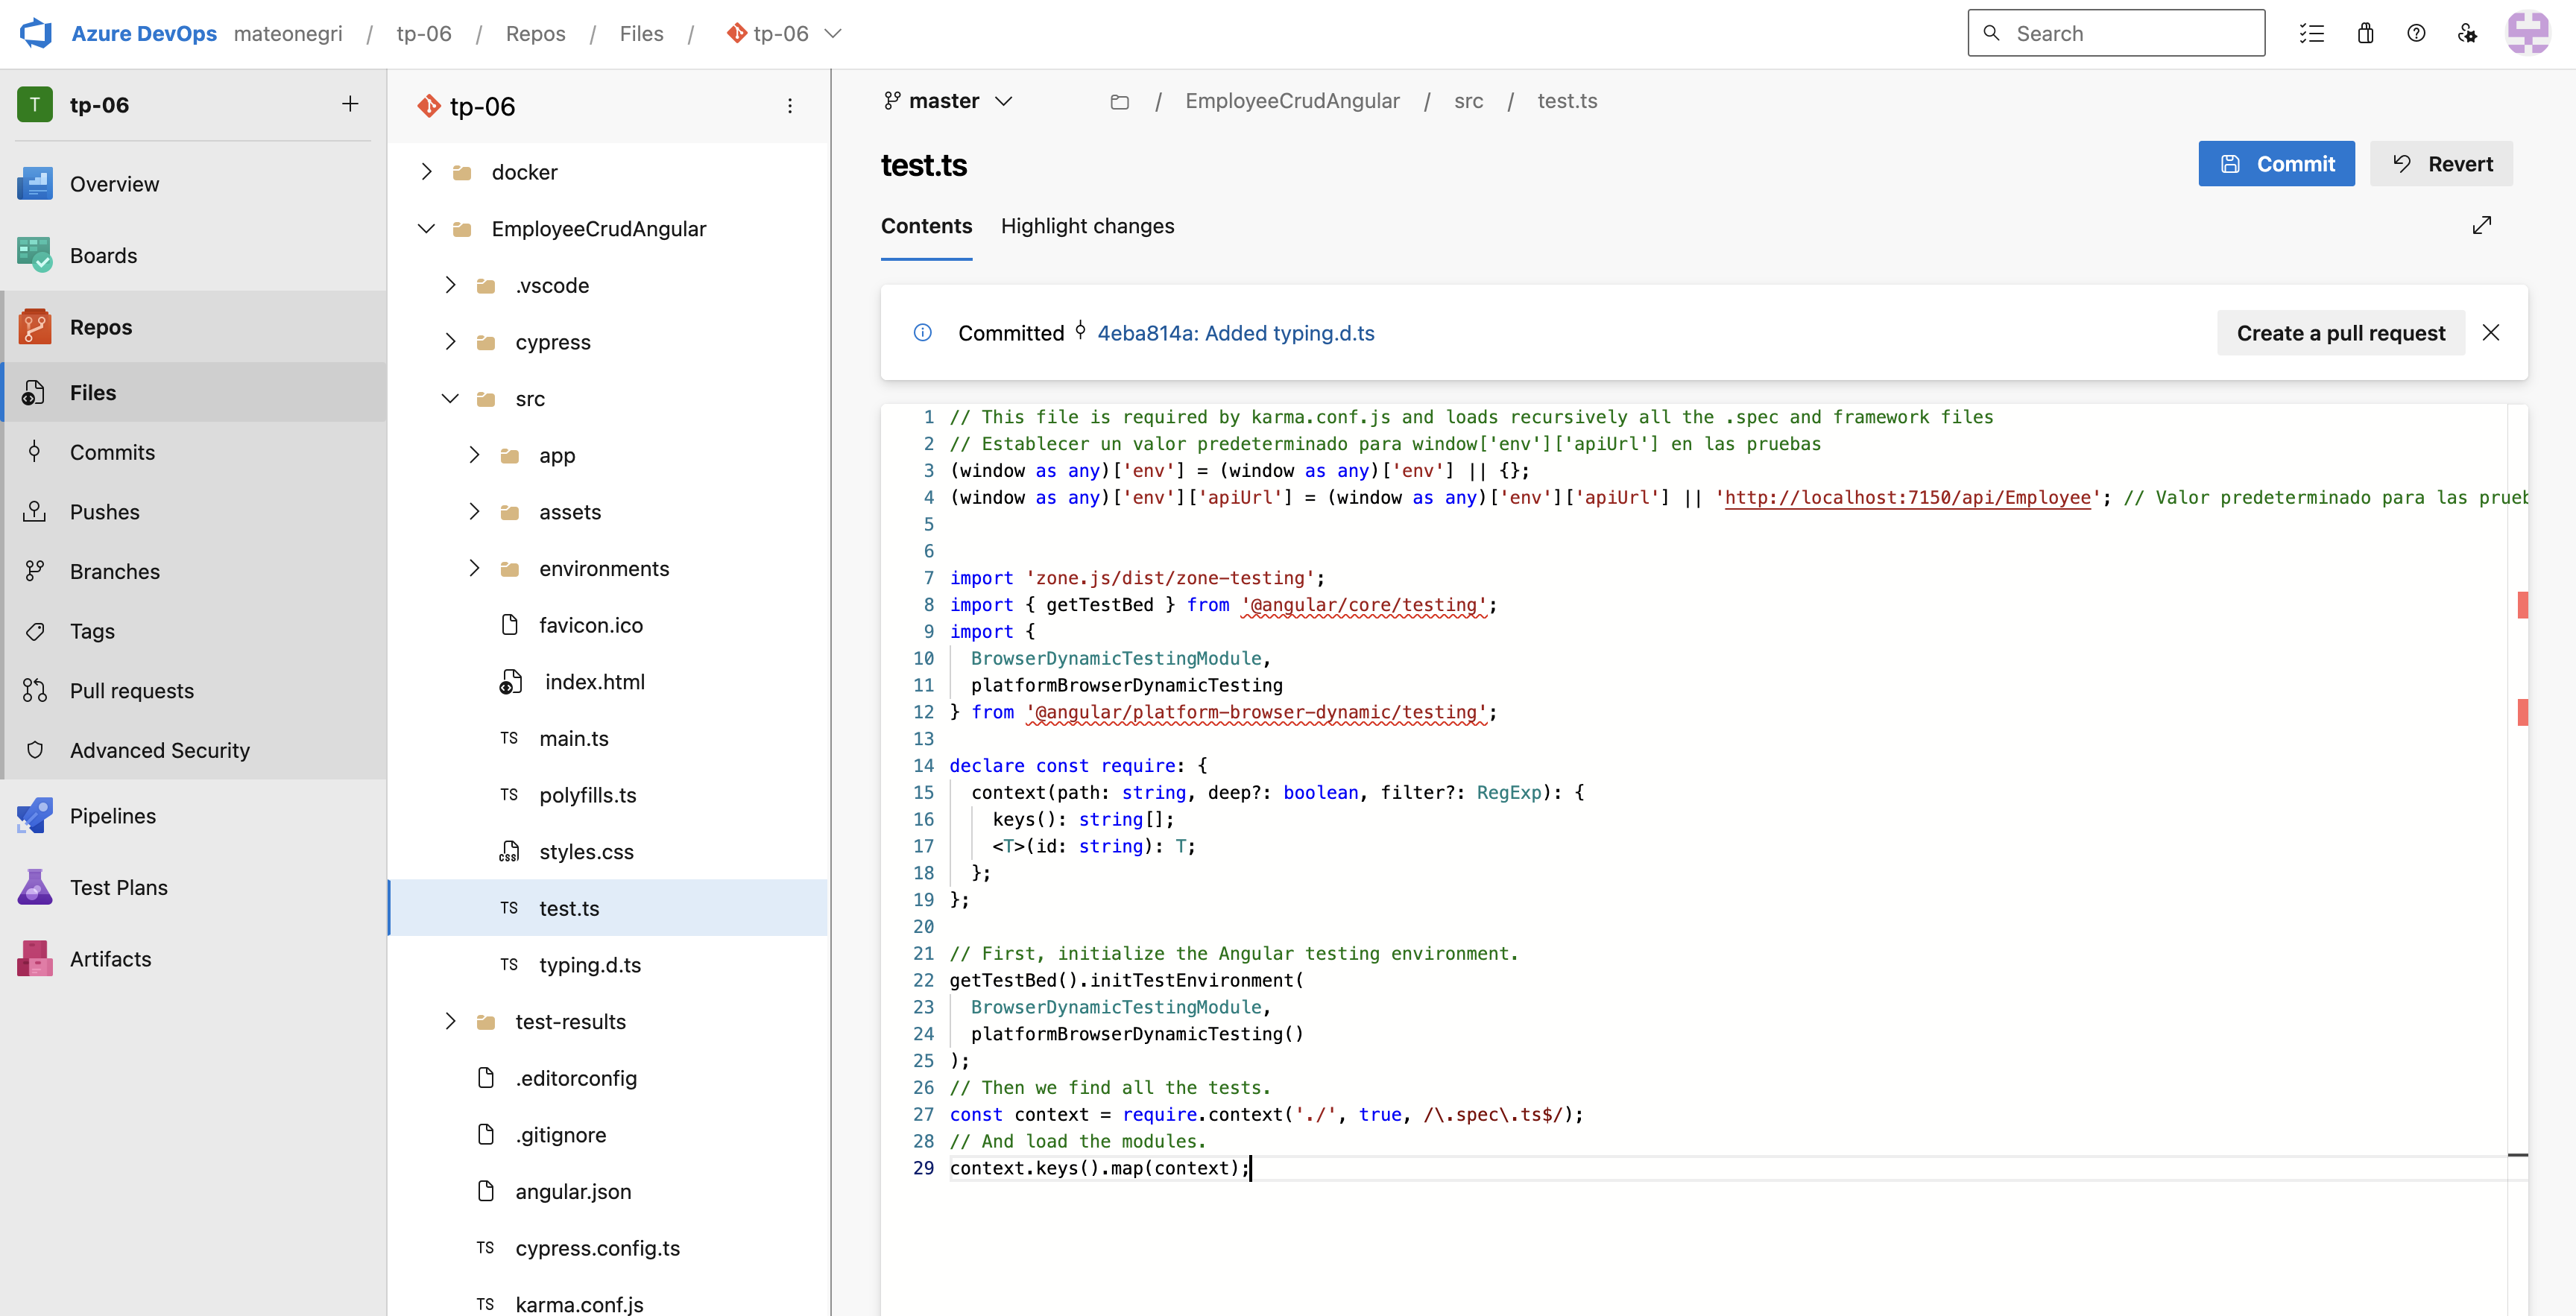 Azure DevOps mateonegri / tp-06 / Repos / Files / tp-06
Search
T tp-06
Overview
Boards
Repos
Files
Commits
Pushes
Branches
Tags
Pull requests
Advanced Security
Pipelines
Test Plans
Artifacts
tp-06
docker
EmployeeCrudAngular
.vscode
cypress
src
app
assets
environments
favicon.ico
index.html
TS main.ts
TS polyfills.ts
css styles.css
TS test.ts
TS typing.d.ts
test-results
.editorconfig
.gitignore
angular.json
TS cypress.config.ts
TS karma.conf.js
master / EmployeeCrudAngular / src / test.ts
test.ts
Commit Revert
Contents Highlight changes
Committed 4eba814a: Added typing.d.ts
Create a pull request
1 // This file is required by karma.conf.js and loads recursively all the .spec and framework files
2 // Establecer un valor predeterminado para window['env']['apiUrl'] en las pruebas
3 (window as any)['env'] = (window as any)['env'] || {};
4 (window as any)['env']['apiUrl'] = (window as any)['env']['apiUrl'] || 'http://localhost:7150/api/Employee'; // Valor predeterminado para las prueb
5
6
7 import 'zone.js/dist/zone-testing';
8 import { getTestBed } from '@angular/core/testing';
9 import {
10 BrowserDynamicTestingModule,
11 platformBrowserDynamicTesting
12 } from '@angular/platform-browser-dynamic/testing';
13
14 declare const require: {
15 context(path: string, deep?: boolean, filter?: RegExp): {
16 keys(): string[];
17 <T>(id: string): T;
18 };
19 };
20
21 // First, initialize the Angular testing environment.
22 getTestBed().initTestEnvironment(
23 BrowserDynamicTestingModule,
24 platformBrowserDynamicTesting()
25 );
26 // Then we find all the tests.
27 const context = require.context('./', true, /\.spec\.ts$/);
28 // And load the modules.
29 context.keys().map(context);